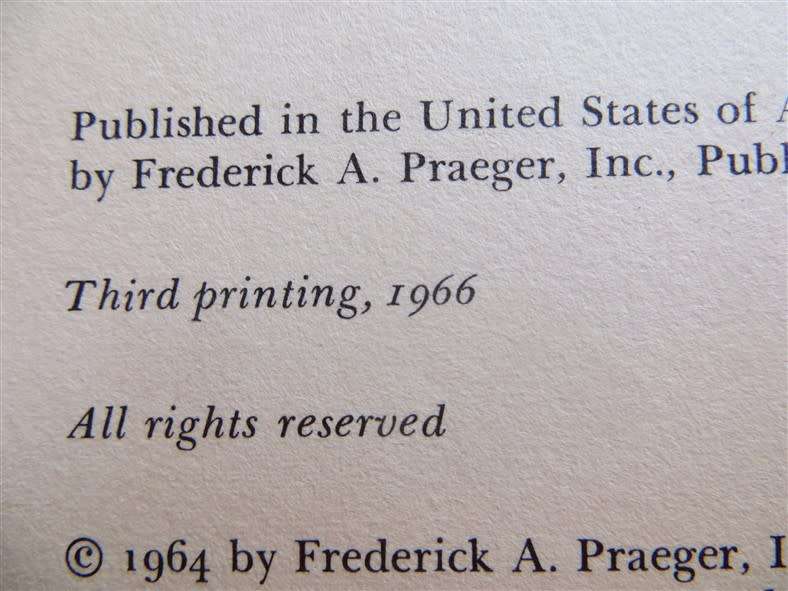 Published in the United States of
by Frederick A. Praeger, Inc.,
Third printing, 1966
All rights reserved
© 1964 by Frederick A. Praeger,